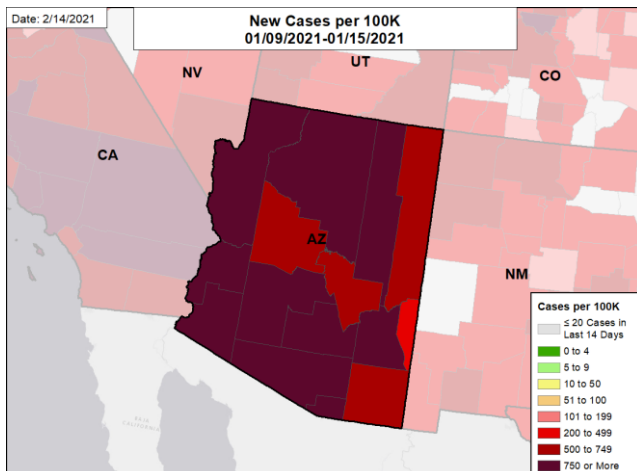 Date: 2/14/2021
New Cases per 100K
01/09/2021-01/15/2021
UT
NV
CO
CA
AZ
NM
BAJA
CALIFORNIA
Cases per 100K
≤ 20 Cases in
Last 14 Days
0 to 4
5 to 9
10 to 50
51 to 100
101 to 199
200 to 499
500 to 749
750 or More